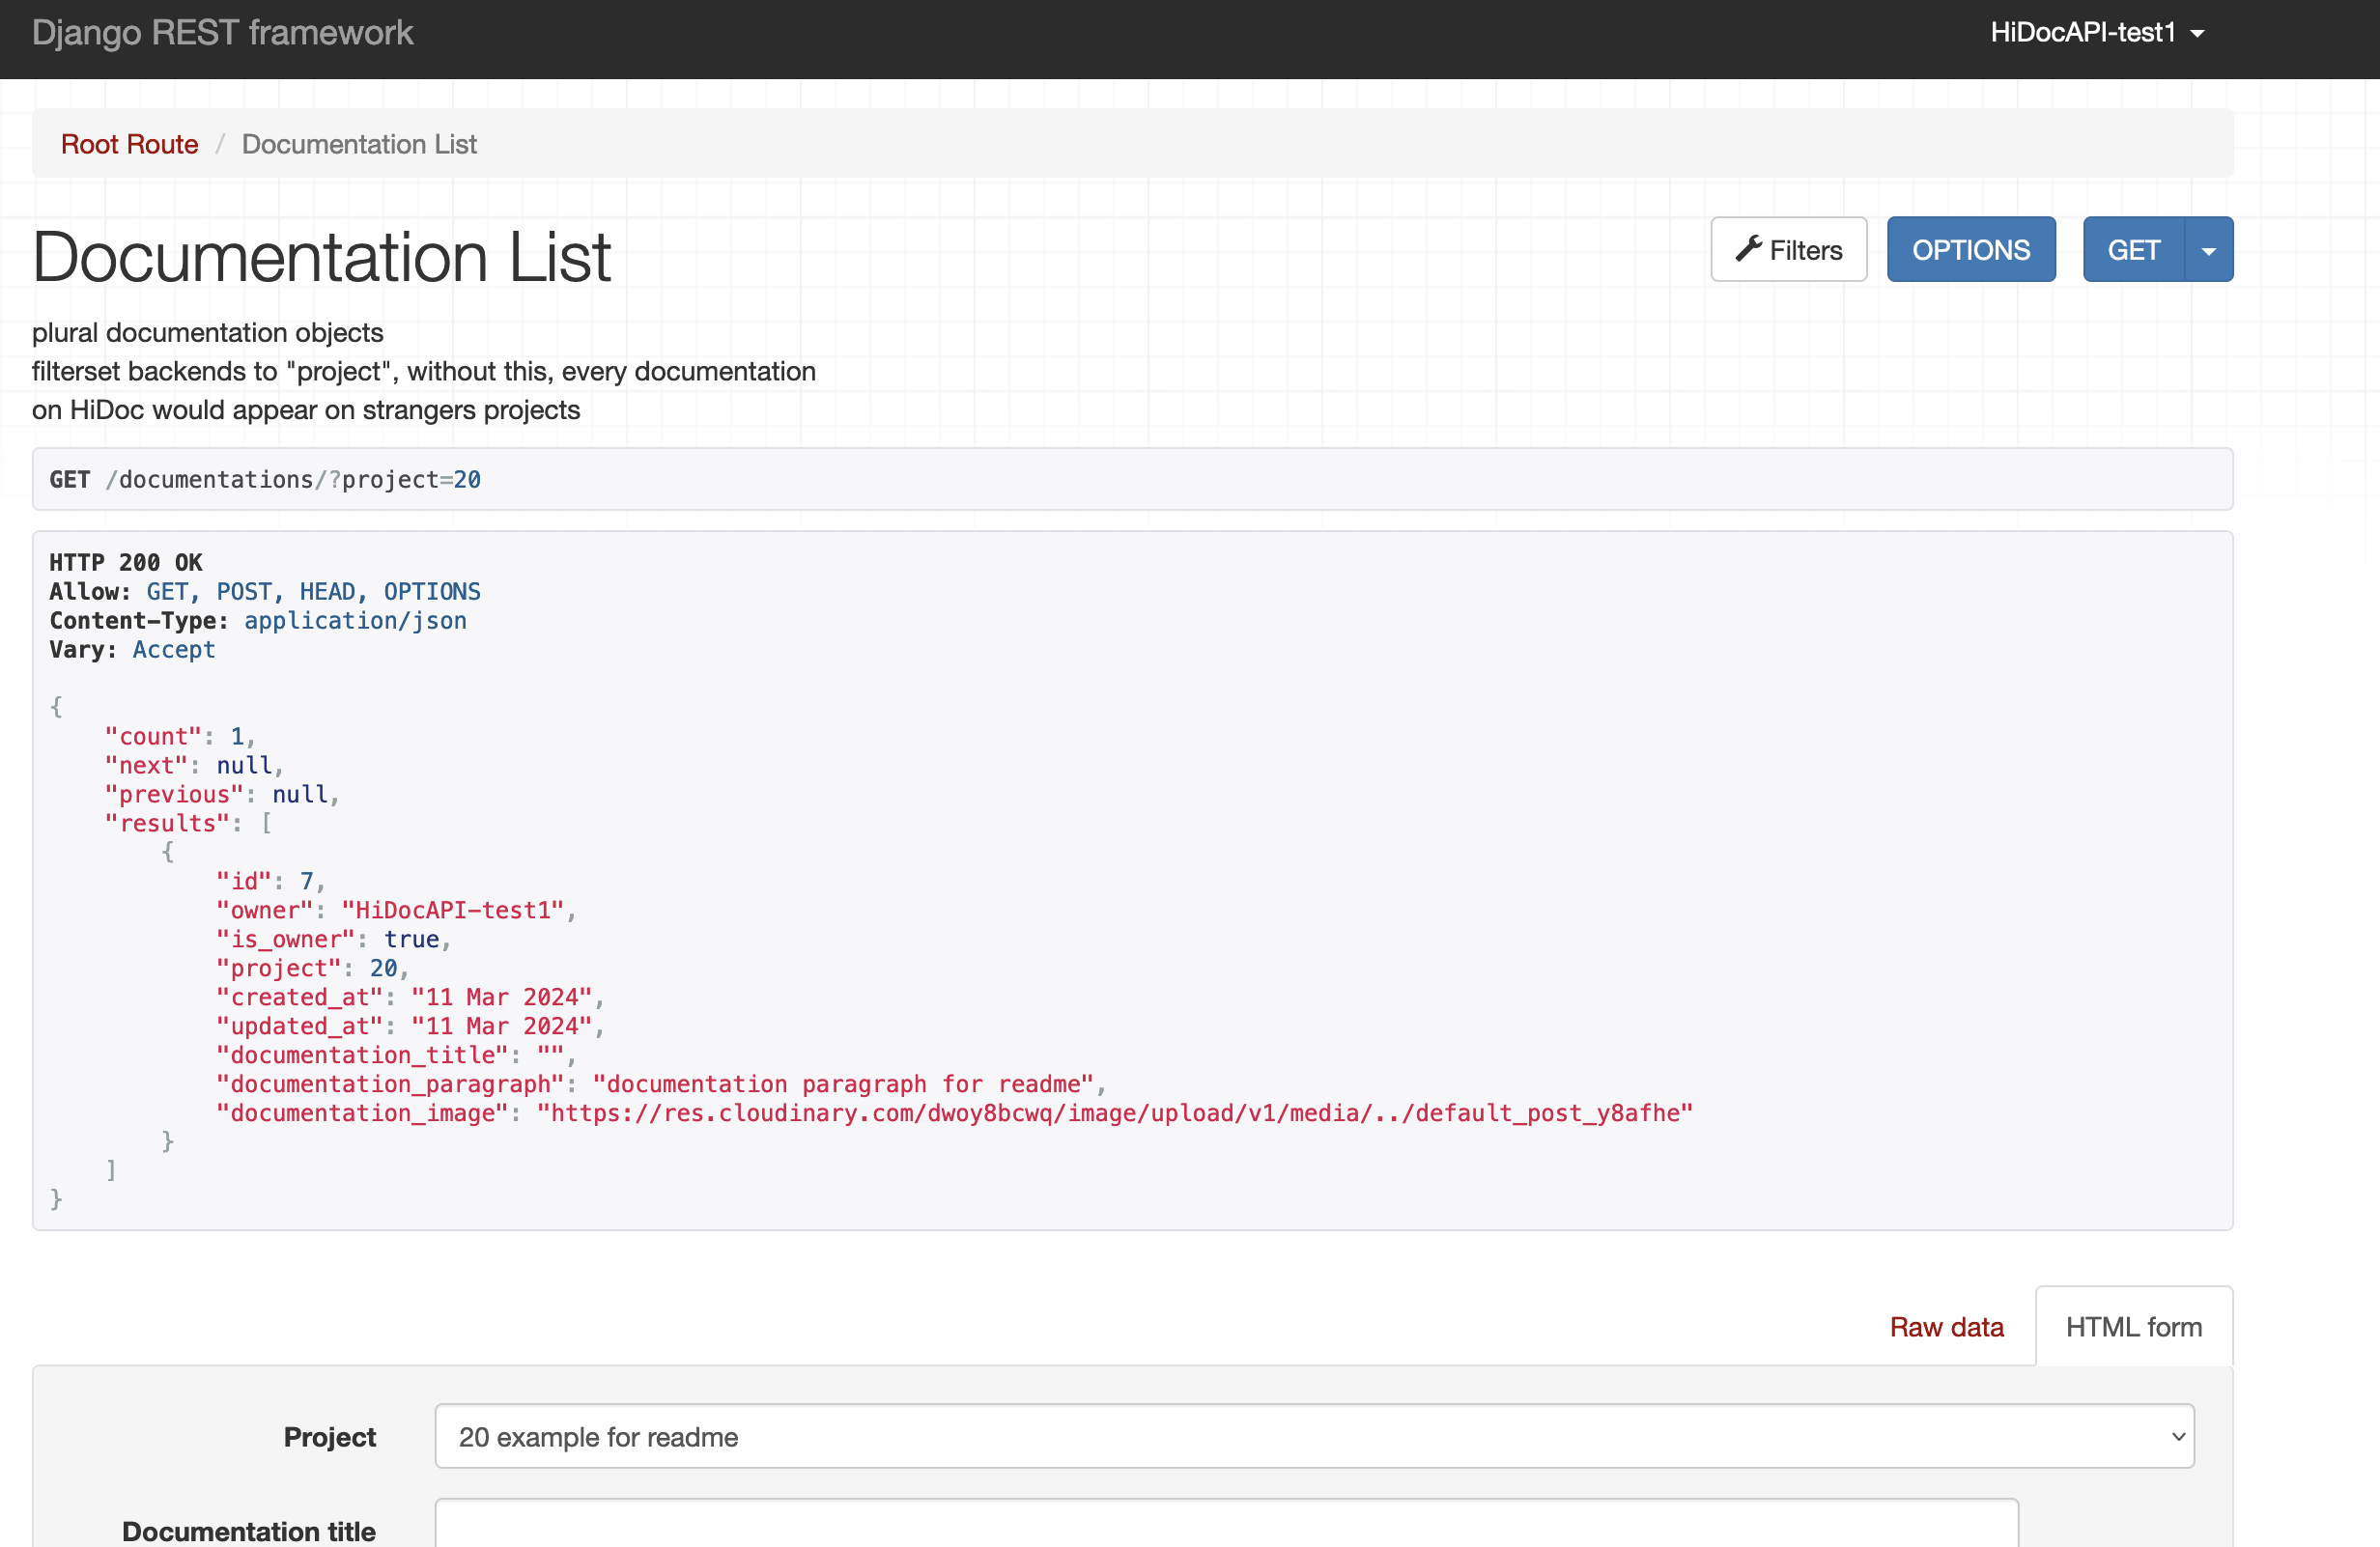 Django REST framework
HiDocAPI-test1
Root Route / Documentation List
Documentation List
Filters
OPTIONS
GET
plural documentation objects
filterset backends to "project", without this, every documentation
on HiDoc would appear on strangers projects
GET /documentations/?project=20
HTTP 200 OK
Allow: GET, POST, HEAD, OPTIONS
Content-Type: application/json
Vary: Accept
{
    "count": 1,
    "next": null,
    "previous": null,
    "results": [
        {
            "id": 7,
            "owner": "HiDocAPI-test1",
            "is_owner": true,
            "project": 20,
            "created_at": "11 Mar 2024",
            "updated_at": "11 Mar 2024",
            "documentation_title": "",
            "documentation_paragraph": "documentation paragraph for readme",
            "documentation_image": "https://res.cloudinary.com/dwoy8bcwq/image/upload/v1/media/../default_post_y8afhe"
        }
    ]
}
Raw data
HTML form
Project
20 example for readme
Documentation title